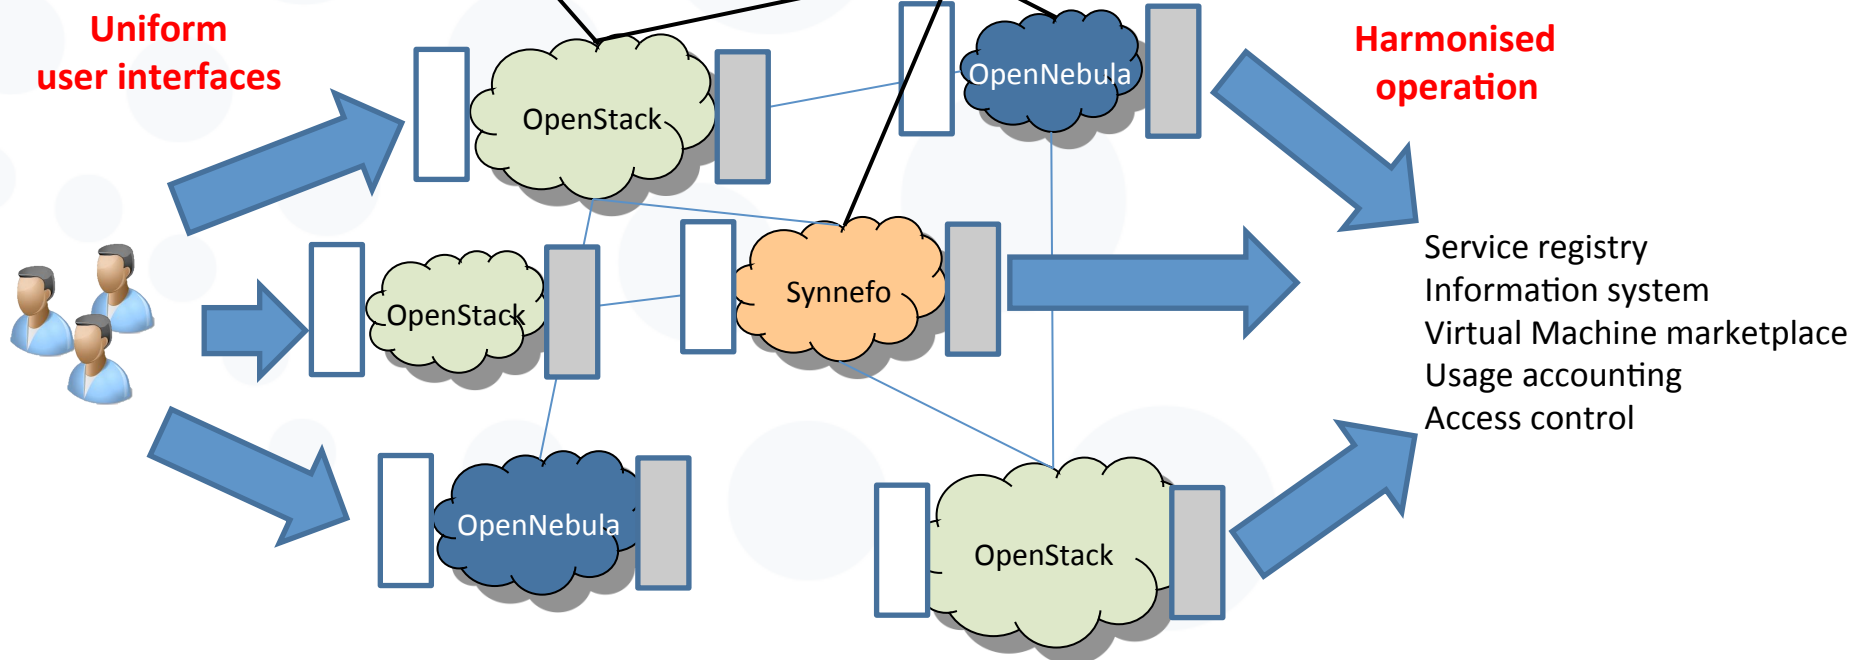 Uniform
user interfaces
Harmonised
operation
OpenStack
OpenNebula
OpenStack
Synnefo
OpenNebula
OpenStack
Service registry
Information system
Virtual Machine marketplace
Usage accounting
Access control